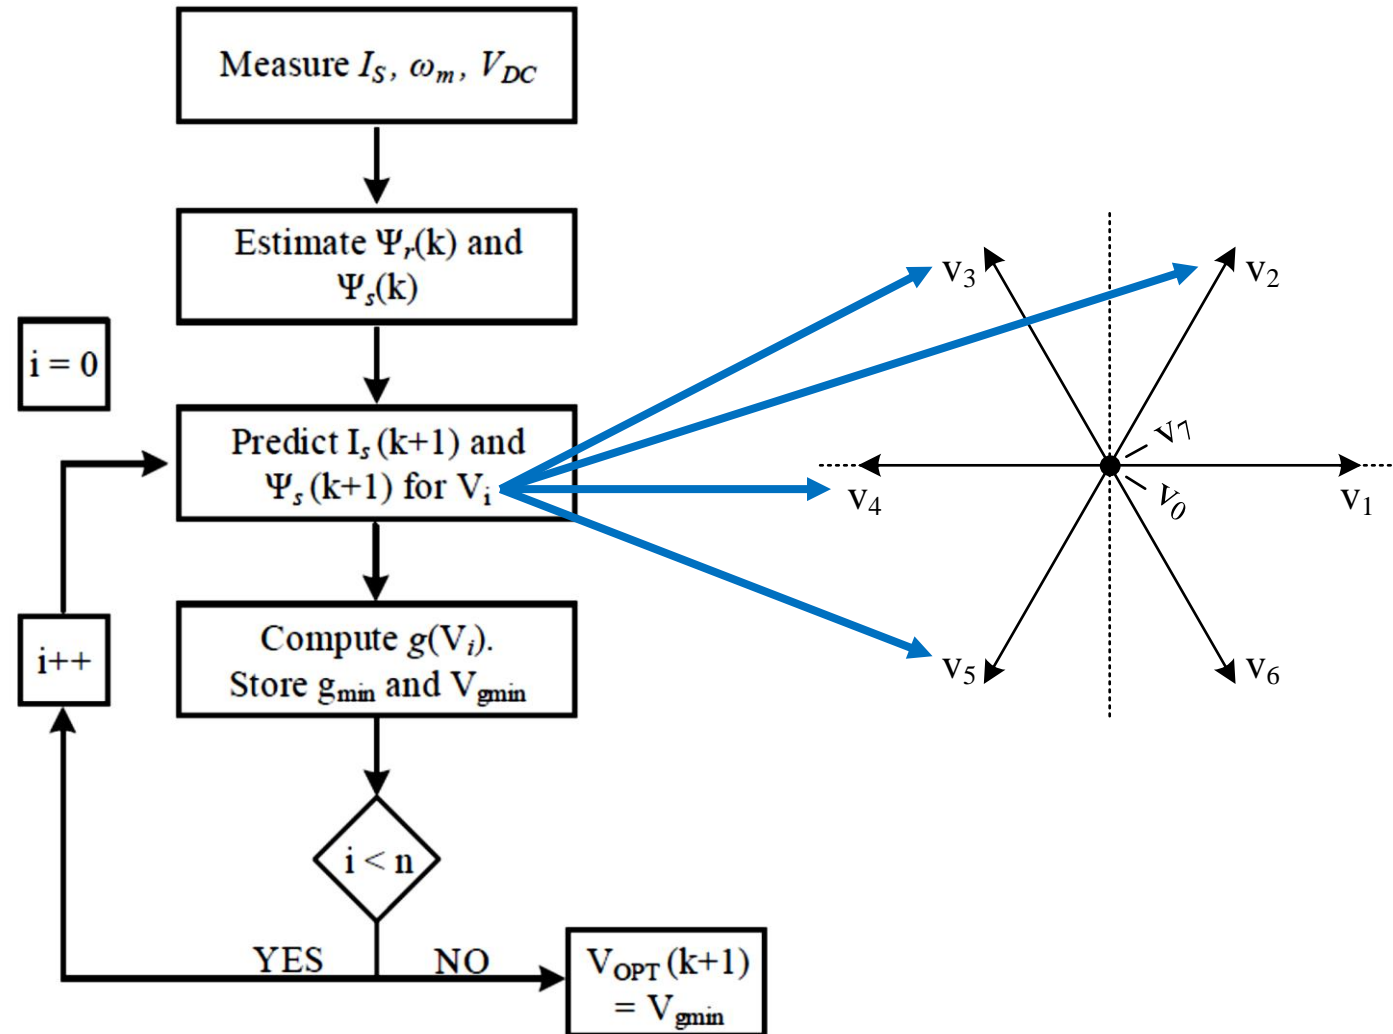 Measure I_S, ω_m, V_DC
Estimate Ψ_r(k) and
Ψ_s(k)
i = 0
Predict I_s (k+1) and
Ψ_s (k+1) for V_i
i++
Compute g(V_i).
Store g_min and V_gmin
i < n
YES
NO
V_OPT (k+1)
= V_gmin
v_3
v_2
v_7
v_4
v_0
v_1
v_5
v_6